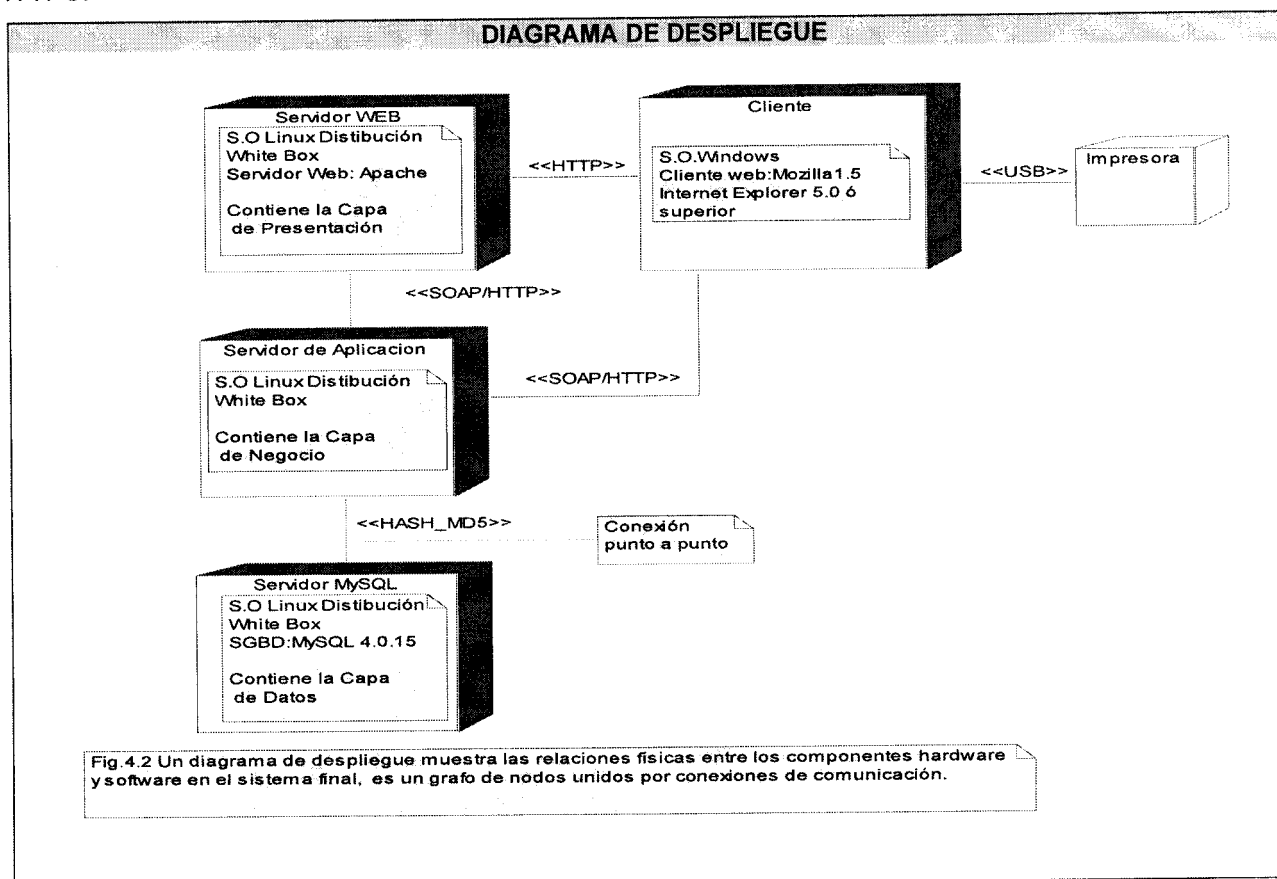 DIAGRAMA DE DESPLIEGUE
Servidor WEB
S.O Linux Distibución
White Box
Servidor Web: Apache
Contiene la Capa
de Presentación
<<HTTP>>
Cliente
S.O.Windows
Cliente web:Mozilla1.5
Internet Explorer 5.0 ó
superior
<<USB>>
Impresora
<<SOAP/HTTP>>
Servidor de Aplicacion
S.O Linux Distibución
White Box
Contiene la Capa
de Negocio
<<SOAP/HTTP>>
<<HASH_MD5>>
Conexión
punto a punto
Servidor MySQL
S.O Linux Distibución
White Box
SGBD:MySQL 4.0.15
Contiene la Capa
de Datos
Fig.4.2 Un diagrama de despliegue muestra las relaciones físicas entre los componentes hardware
y software en el sistema final, es un grafo de nodos unidos por conexiones de comunicación.